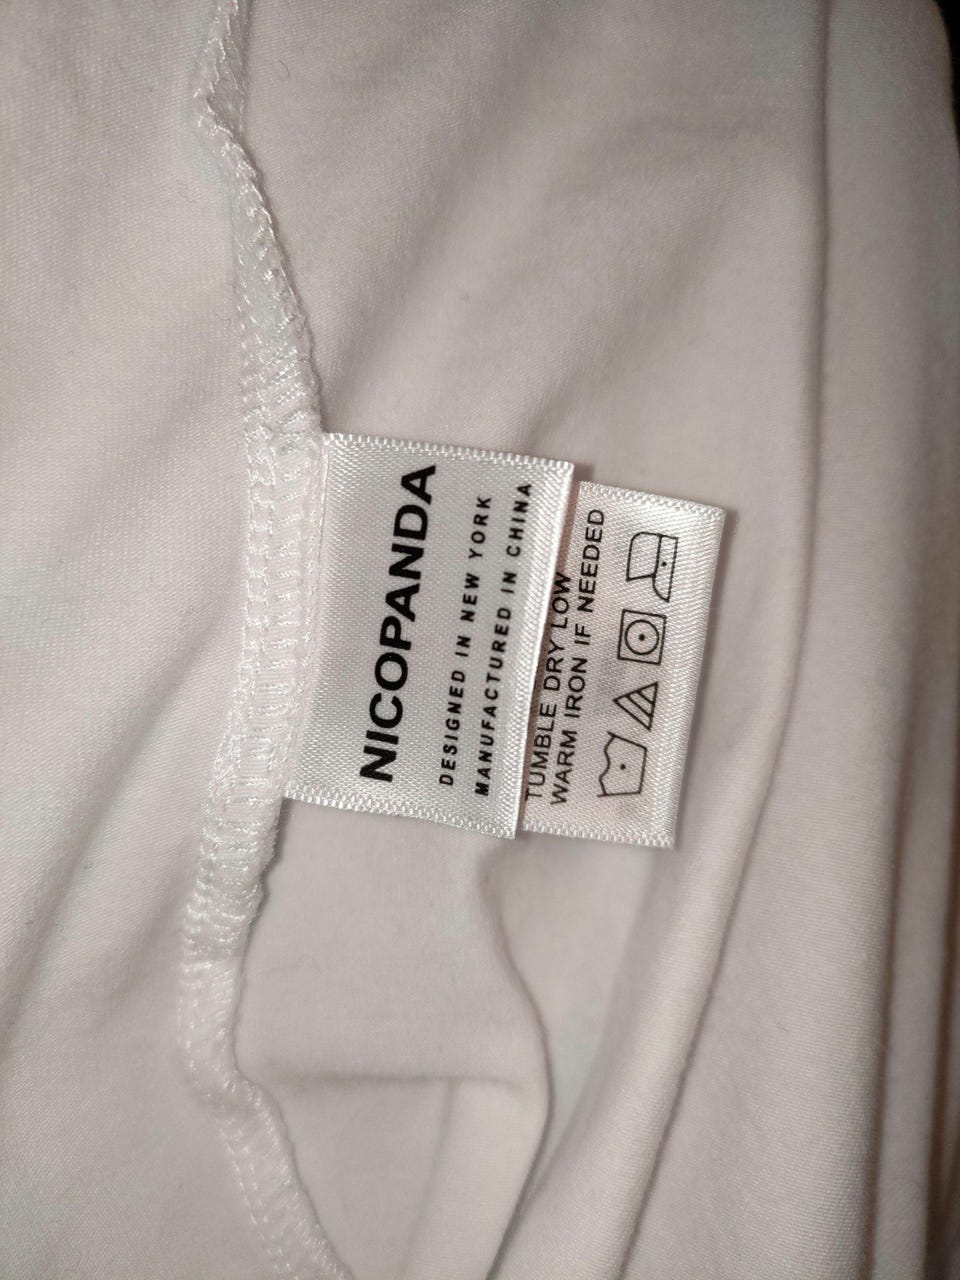 NICOPANDA
DESIGNED IN NEW YORK
MANUFACTURED IN CHINA
TUMBLE DRY LOW
WARM IRON IF NEEDED